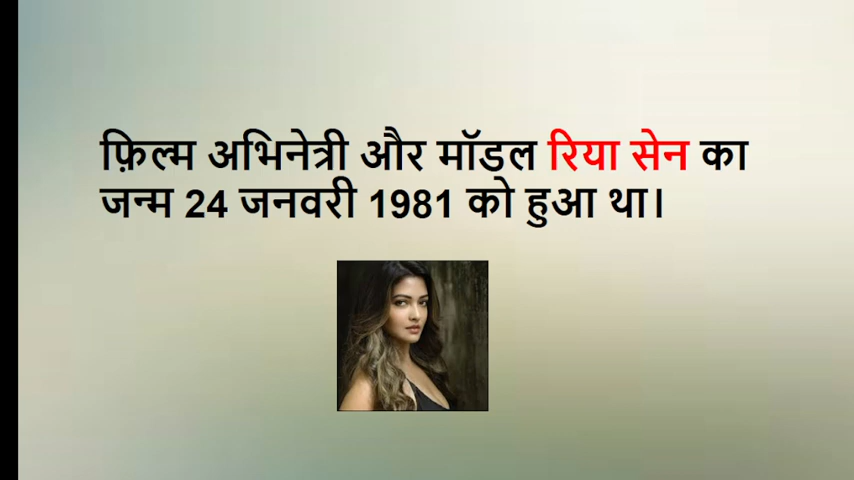 फ़िल्म अभिनेत्री और मॉडल रिया सेन का
जन्म 24 जनवरी 1981 को हुआ था।